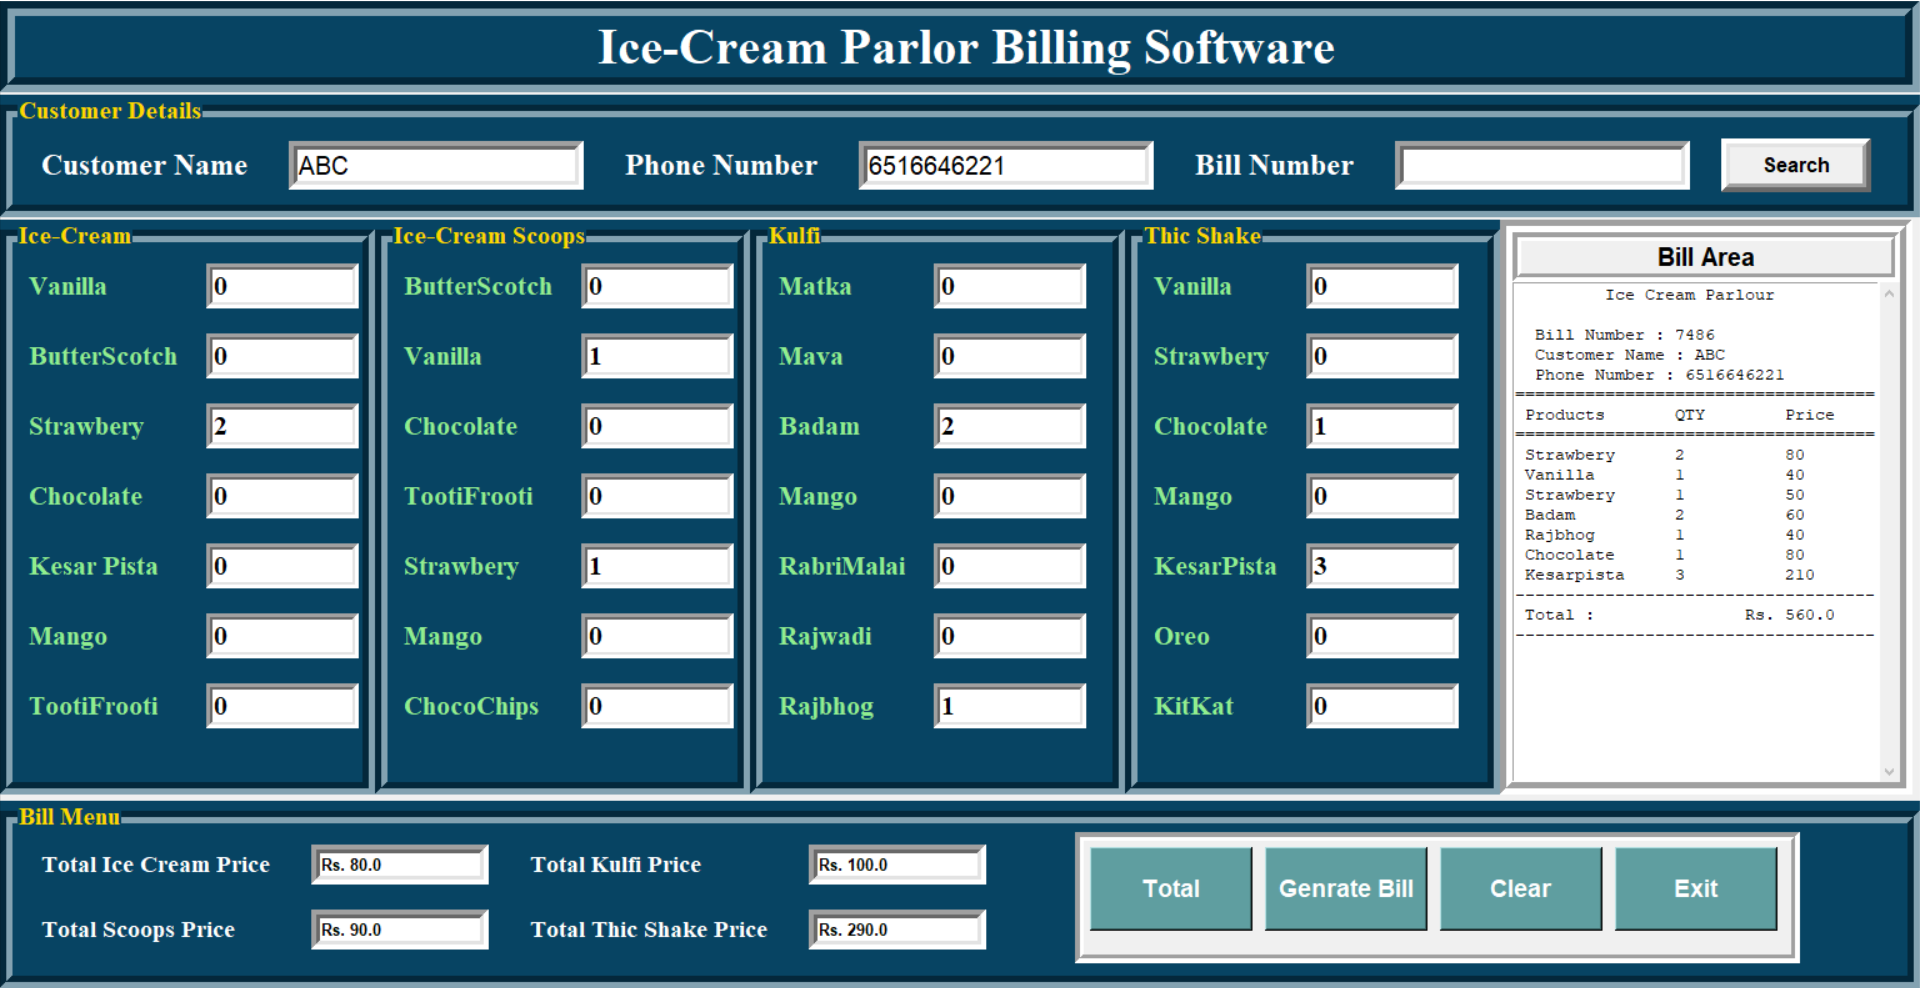 Ice-Cream Parlor Billing Software
Customer Details
Customer Name ABC Phone Number 6516646221 Bill Number Search
Ice-Cream
Vanilla 0
ButterScotch 0
Strawbery 2
Chocolate 0
Kesar Pista 0
Mango 0
TootiFrooti 0
Ice-Cream Scoops
ButterScotch 0
Vanilla 1
Chocolate 0
TootiFrooti 0
Strawbery 1
Mango 0
ChocoChips 0
Kulfi
Matka 0
Mava 0
Badam 2
Mango 0
RabriMalai 0
Rajwadi 0
Rajbhog 1
Thic Shake
Vanilla 0
Strawbery 0
Chocolate 1
Mango 0
KesarPista 3
Oreo 0
KitKat 0
Bill Area
Ice Cream Parlour
Bill Number : 7486
Customer Name : ABC
Phone Number : 6516646221
====================================
Products QTY Price
====================================
Strawbery 2 80
Vanilla 1 40
Strawbery 1 50
Badam 2 60
Rajbhog 1 40
Chocolate 1 80
Kesarpista 3 210
------------------------------------
Total : Rs. 560.0
------------------------------------
Bill Menu
Total Ice Cream Price Rs. 80.0 Total Kulfi Price Rs. 100.0
Total Scoops Price Rs. 90.0 Total Thic Shake Price Rs. 290.0
Total Genrate Bill Clear Exit